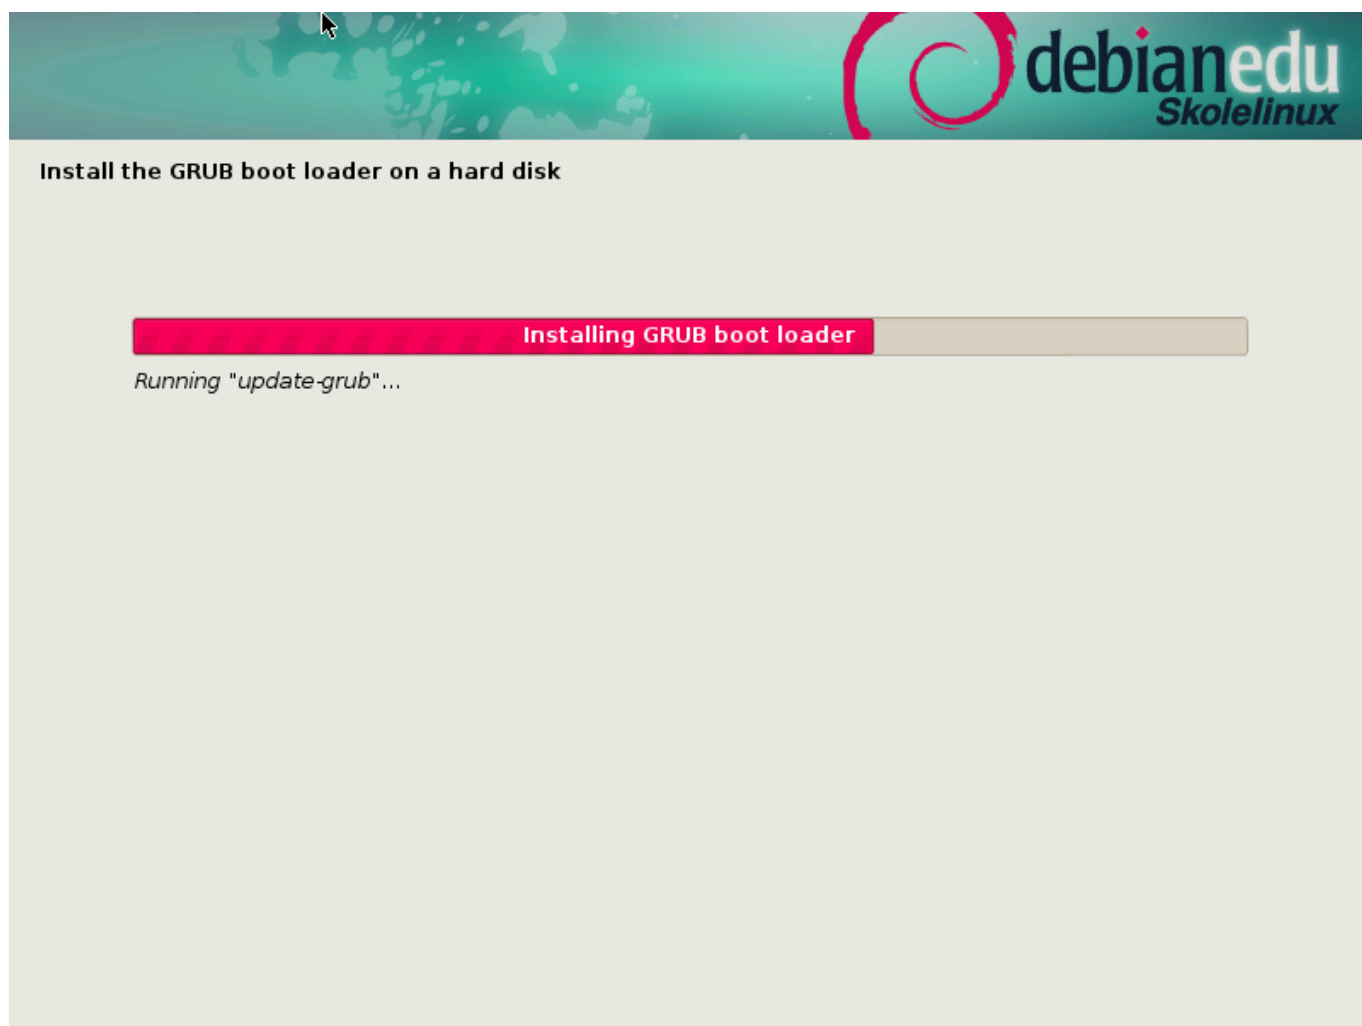 debianedu
Skolelinux
Install the GRUB boot loader on a hard disk
Installing GRUB boot loader
Running "update-grub"...